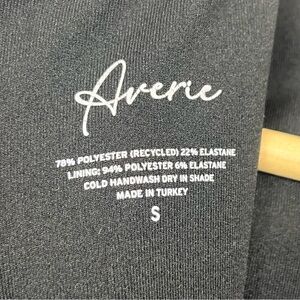 Averie
78% POLYESTER (RECYCLED) 22% ELASTANE
LINING: 94% POLYESTER 6% ELASTANE
COLD HANDWASH DRY IN SHADE
MADE IN TURKEY
S